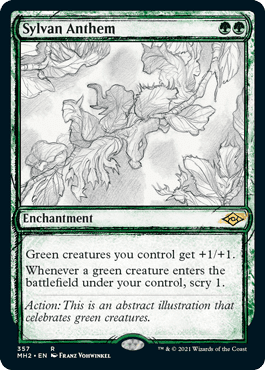 Sylvan Anthem
Enchantment
Green creatures you control get +1/+1.
Whenever a green creature enters the
battlefield under your control, scry 1.
Action: This is an abstract illustration that
celebrates green creatures.
357 R
MH2 • EN Franz Vohwinkel
™ & © 2021 Wizards of the Coast